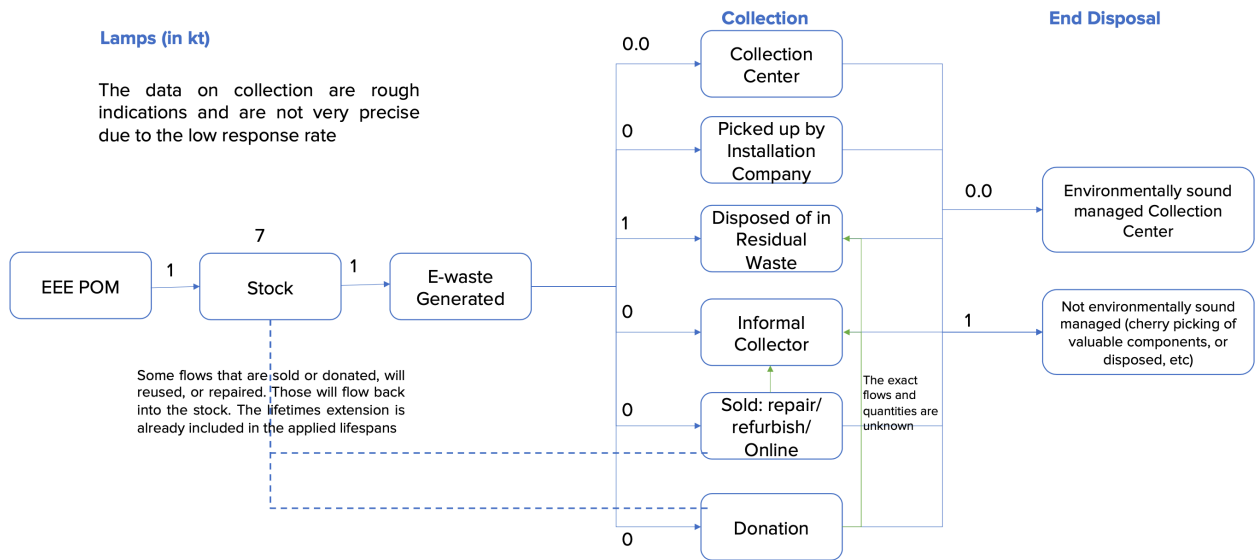 Collection
End Disposal
Lamps (in kt)
The data on collection are rough
indications and are not very precise
due to the low response rate
0.0
Collection
Center
0
Picked up by
Installation
Company
0.0
Environmentally sound
managed Collection
Center
1
Disposed of in
Residual
Waste
7
EEE POM
1
Stock
1
E-waste
Generated
0
Informal
Collector
1
Not environmentally sound
managed (cherry picking of
valuable components, or
disposed, etc)
Some flows that are sold or donated, will
reused, or repaired. Those will flow back
into the stock. The lifetimes extension is
already included in the applied lifespans
0
Sold: repair/
refurbish/
Online
The exact
flows and
quantities are
unknown
0
Donation